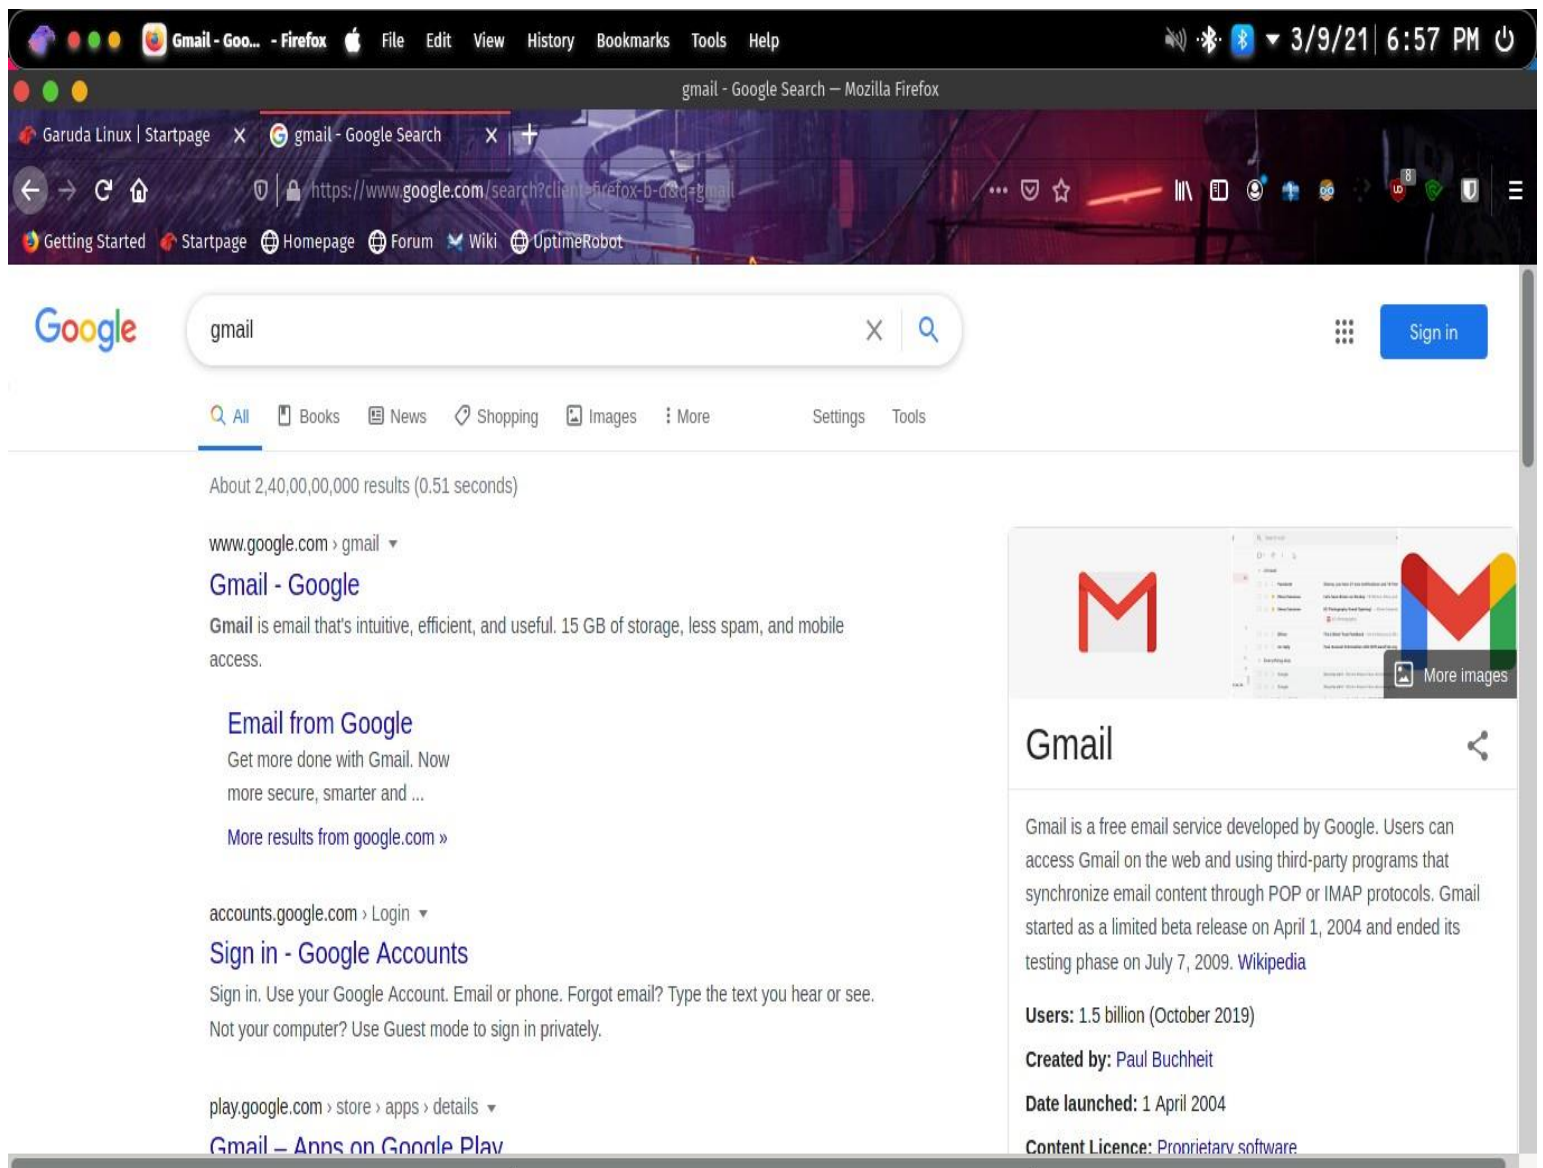 Gmail - Goo... - Firefox File Edit View History Bookmarks Tools Help 3/9/21 6:57 PM
gmail - Google Search — Mozilla Firefox
Garuda Linux | Startpage gmail - Google Search
https://www.google.com/search?client=firefox-b-d&q=gmail 8
Getting Started Startpage Homepage Forum Wiki UptimeRobot
Google gmail Sign in
All Books News Shopping Images More Settings Tools
About 2,40,00,00,000 results (0.51 seconds)
www.google.com › gmail
Gmail - Google
Gmail is email that's intuitive, efficient, and useful. 15 GB of storage, less spam, and mobile
access.
Email from Google
Get more done with Gmail. Now
more secure, smarter and ...
More results from google.com »
accounts.google.com › Login
Sign in - Google Accounts
Sign in. Use your Google Account. Email or phone. Forgot email? Type the text you hear or see.
Not your computer? Use Guest mode to sign in privately.
play.google.com › store › apps › details
Gmail – Apps on Google Play
More images
Gmail
Gmail is a free email service developed by Google. Users can
access Gmail on the web and using third-party programs that
synchronize email content through POP or IMAP protocols. Gmail
started as a limited beta release on April 1, 2004 and ended its
testing phase on July 7, 2009. Wikipedia
Users: 1.5 billion (October 2019)
Created by: Paul Buchheit
Date launched: 1 April 2004
Content Licence: Proprietary software